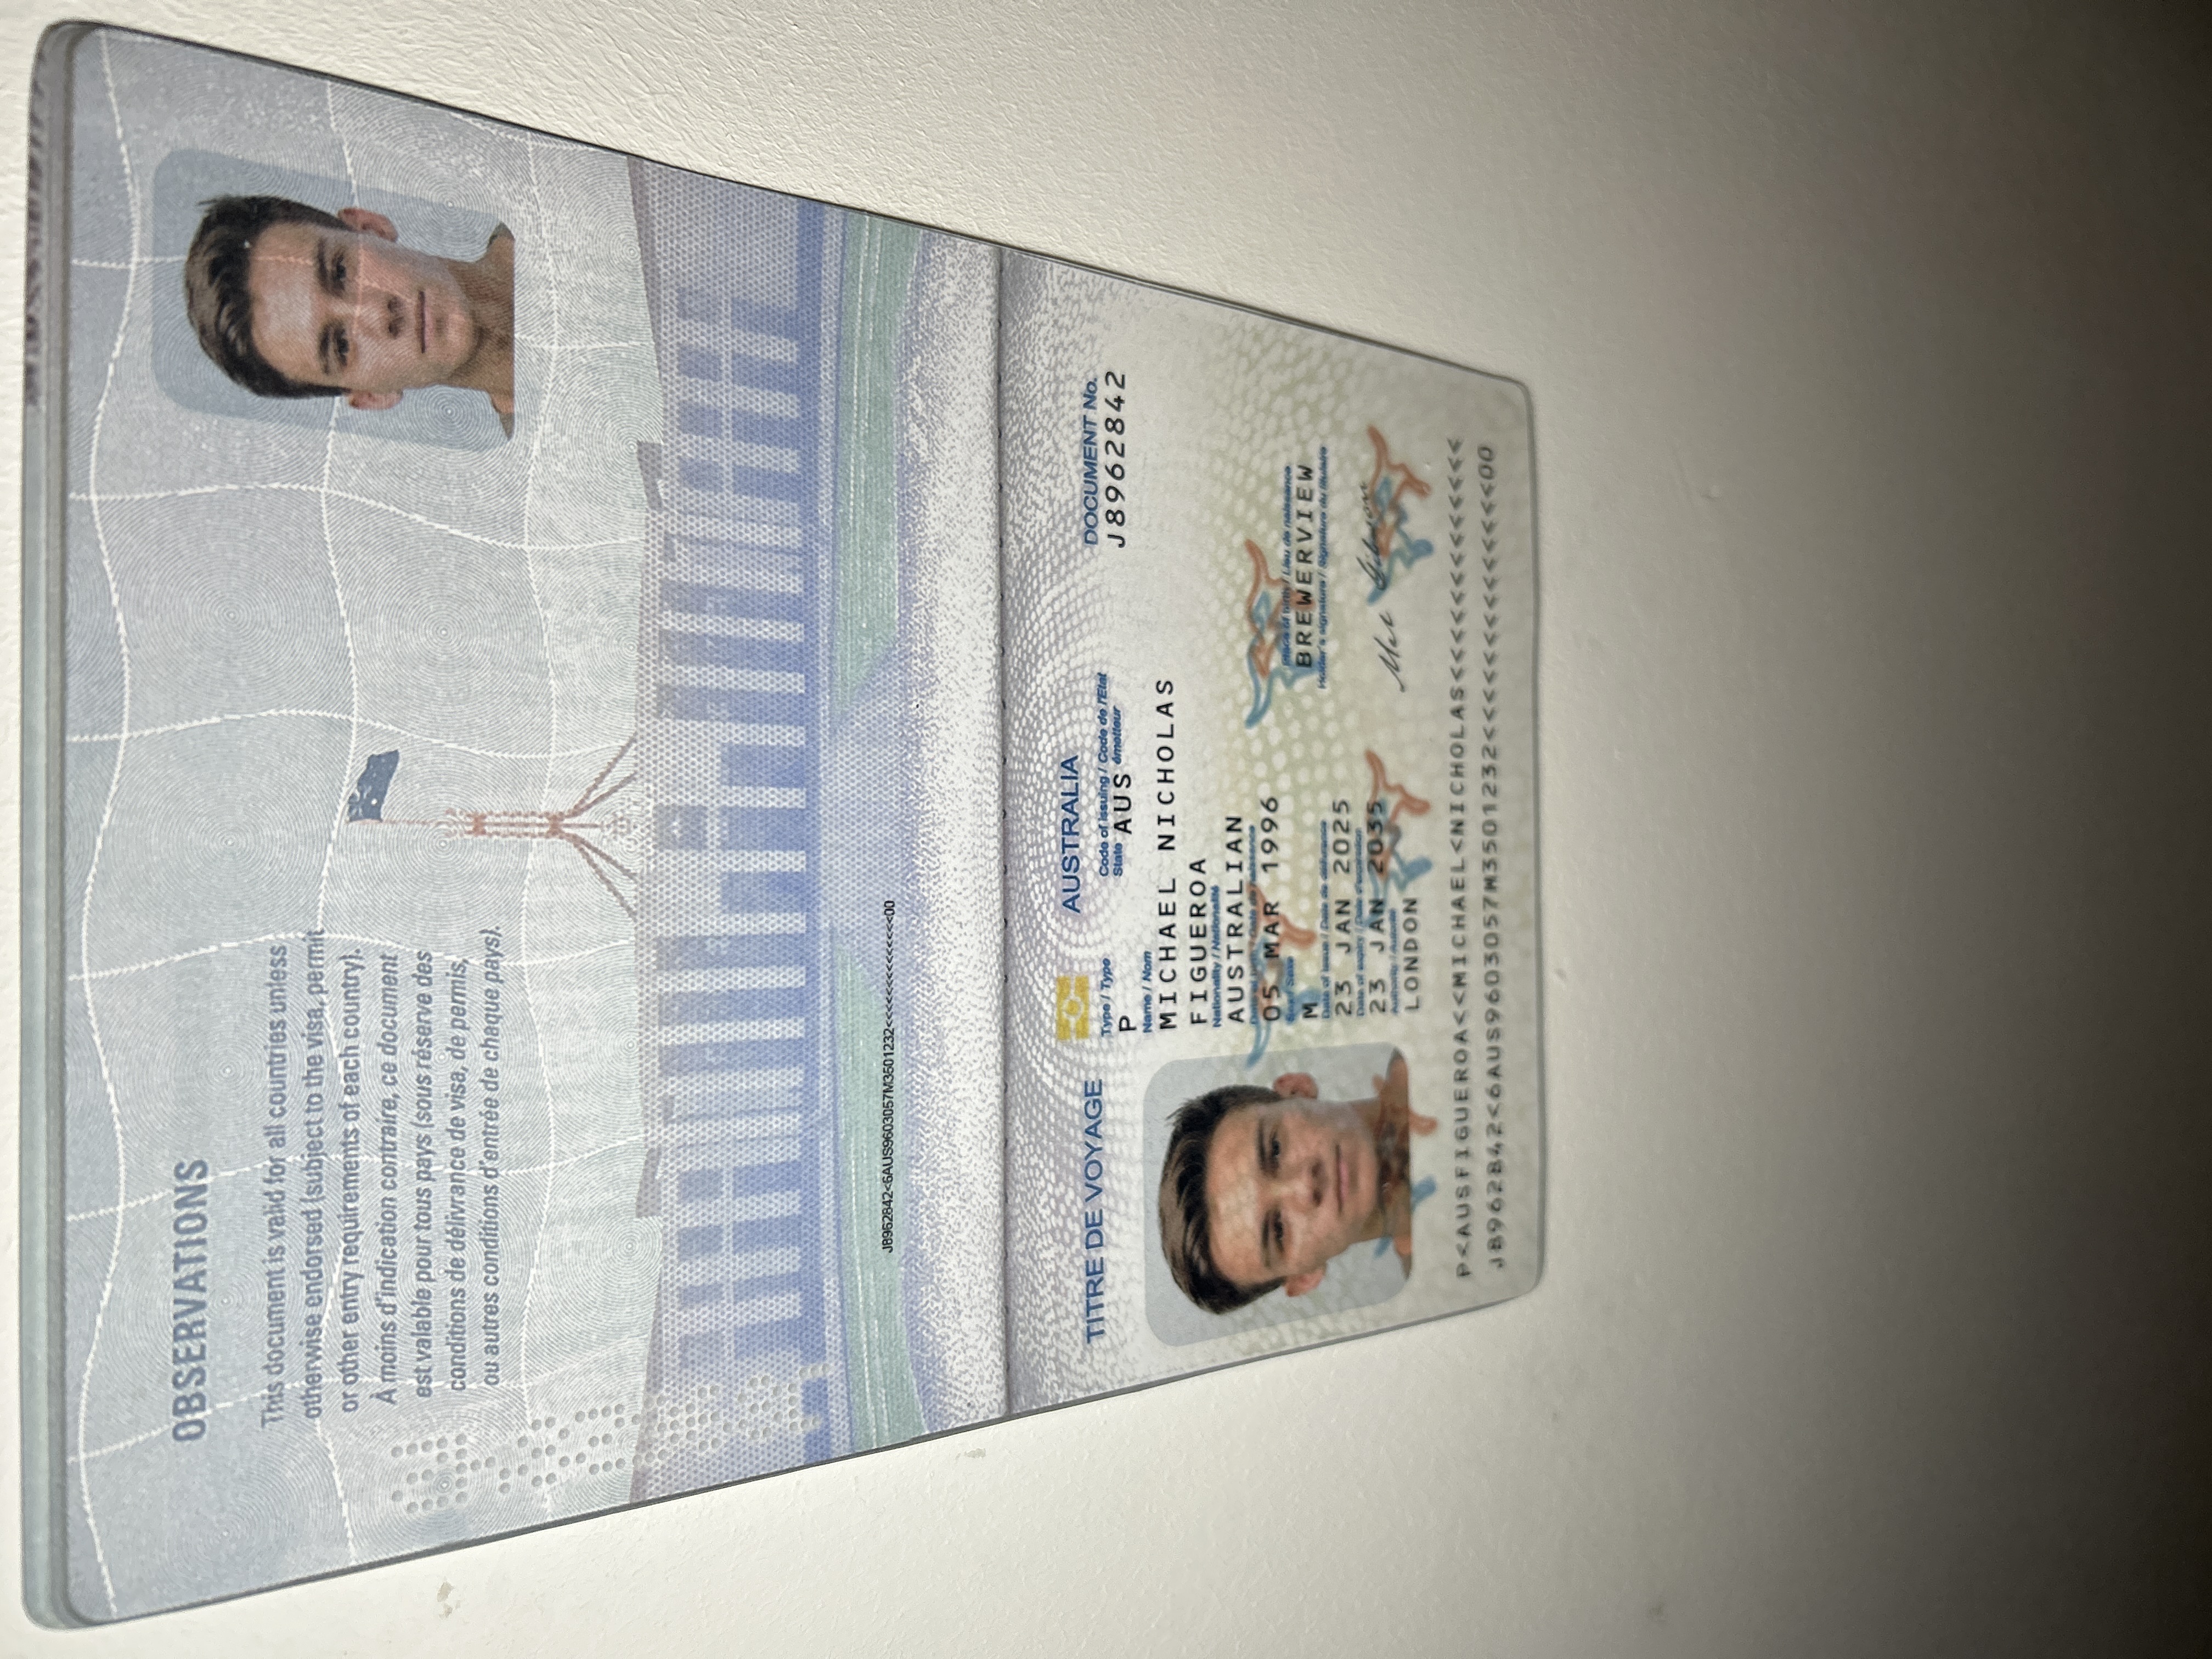 OBSERVATIONS
This document is valid for all countries unless
otherwise endorsed (subject to the visa, permit
or other entry requirements of each country).
À moins d'indication contraire, ce document
est valable pour tous pays (sous réserve des
conditions de délivrance de visa, de permis,
ou autres conditions d'entrée de chaque pays).
J8962842<6AUS9603057M3501232<<<<<<<<<<<<<<00
TITRE DE VOYAGE
AUSTRALIA
DOCUMENT No.
J8962842
Type / Type
P
Code of issuing / Code de l'Etat
State AUS émetteur
Name / Nom
MICHAEL NICHOLAS
FIGUEROA
Nationality / Nationalité
AUSTRALIAN
Date of birth / Date de naissance
05 MAR 1996
Sex / Sexe
M
Place of birth / Lieu de naissance
BREWERVIEW
Date of issue / Date de délivrance
23 JAN 2025
Holder's signature / Signature du titulaire
Date of expiry / Date d'expiration
23 JAN 2035
Mel Gibson
Authority / Autorité
LONDON
P<AUSFIGUEROA<<MICHAEL<NICHOLAS<<<<<<<<<<<<<
J8962842<6AUS9603057M3501232<<<<<<<<<<<<<<00